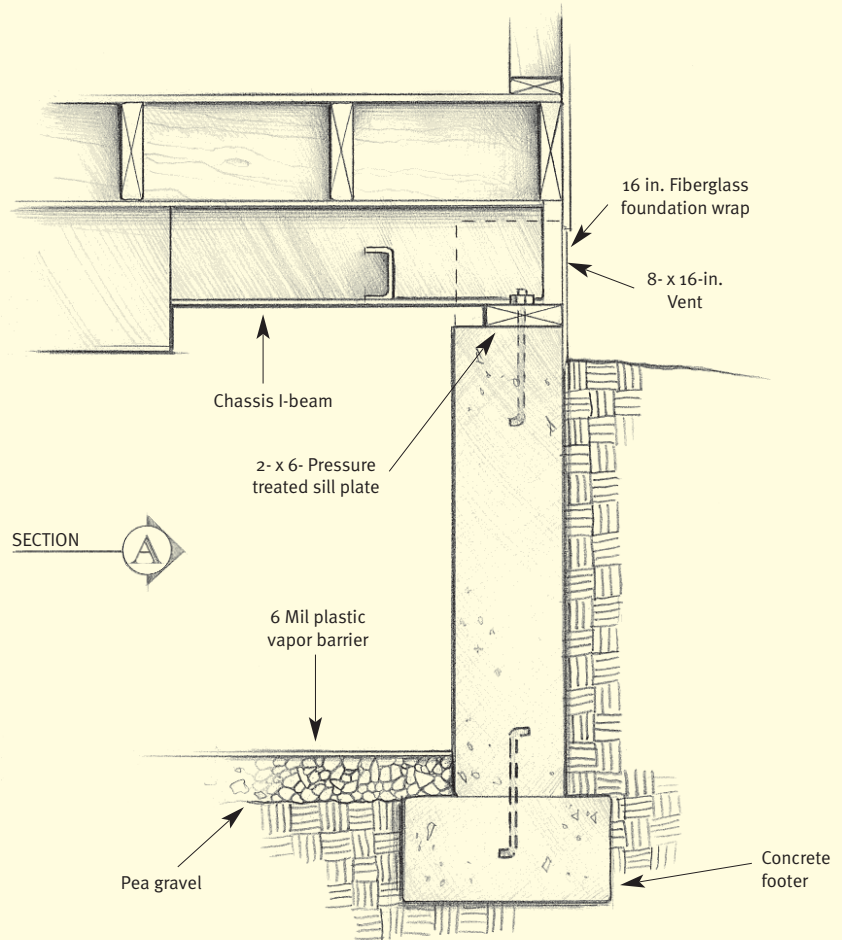 16 in. Fiberglass
foundation wrap
8- x 16-in.
Vent
Chassis I-beam
2- x 6- Pressure
treated sill plate
SECTION
A
6 Mil plastic
vapor barrier
Pea gravel
Concrete
footer